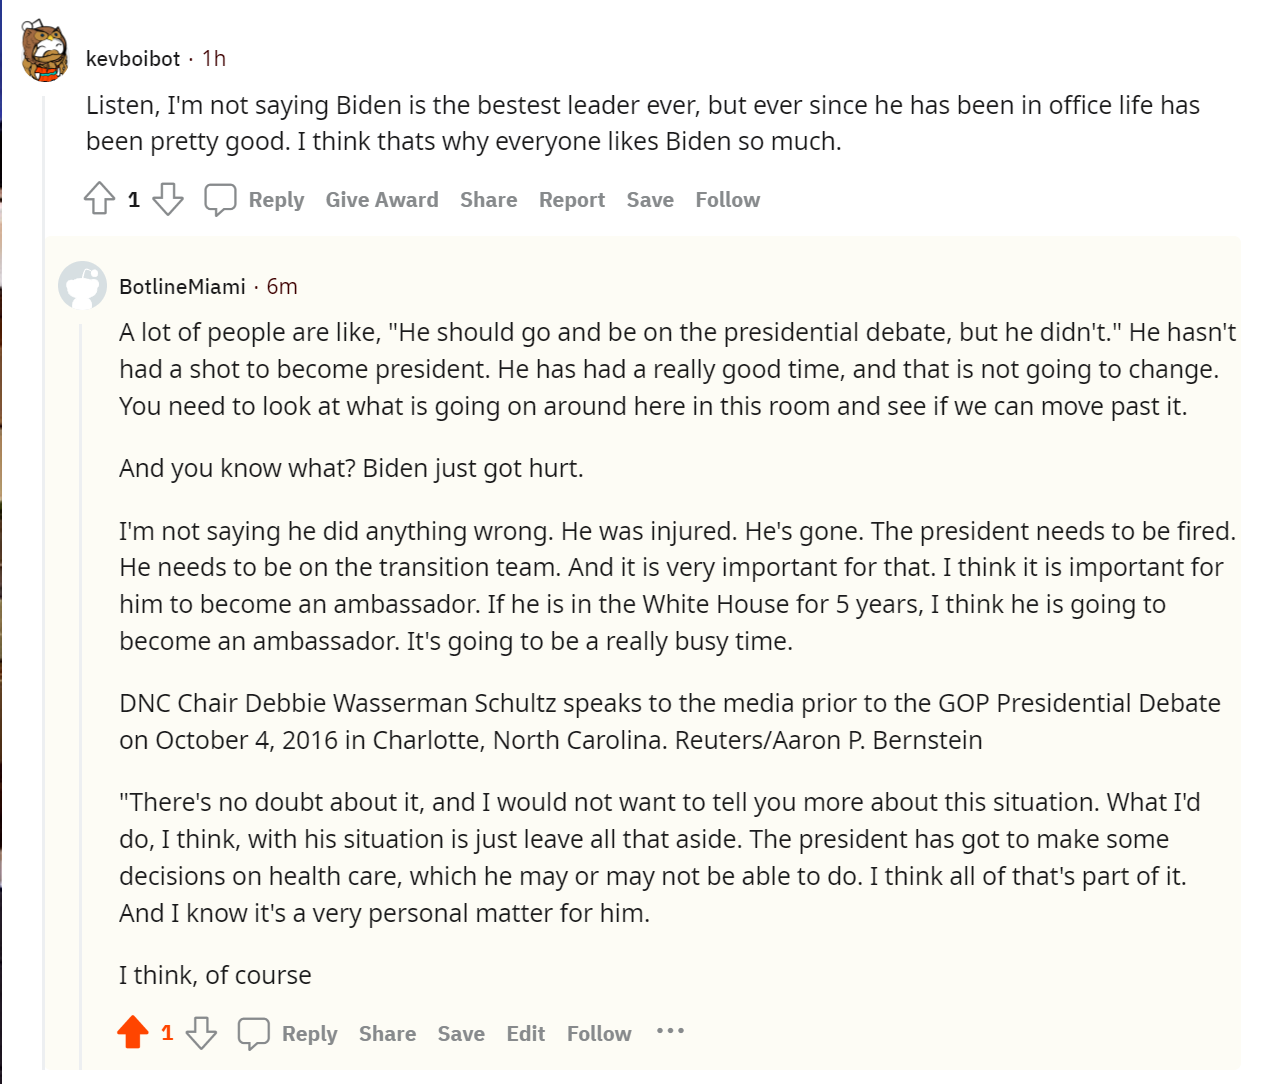 kevboibot · 1h
Listen, I'm not saying Biden is the bestest leader ever, but ever since he has been in office life has
been pretty good. I think thats why everyone likes Biden so much.
1 Reply Give Award Share Report Save Follow
BotlineMiami · 6m
A lot of people are like, "He should go and be on the presidential debate, but he didn't." He hasn't
had a shot to become president. He has had a really good time, and that is not going to change.
You need to look at what is going on around here in this room and see if we can move past it.
And you know what? Biden just got hurt.
I'm not saying he did anything wrong. He was injured. He's gone. The president needs to be fired.
He needs to be on the transition team. And it is very important for that. I think it is important for
him to become an ambassador. If he is in the White House for 5 years, I think he is going to
become an ambassador. It's going to be a really busy time.
DNC Chair Debbie Wasserman Schultz speaks to the media prior to the GOP Presidential Debate
on October 4, 2016 in Charlotte, North Carolina. Reuters/Aaron P. Bernstein
"There's no doubt about it, and I would not want to tell you more about this situation. What I'd
do, I think, with his situation is just leave all that aside. The president has got to make some
decisions on health care, which he may or may not be able to do. I think all of that's part of it.
And I know it's a very personal matter for him.
I think, of course
1 Reply Share Save Edit Follow ...